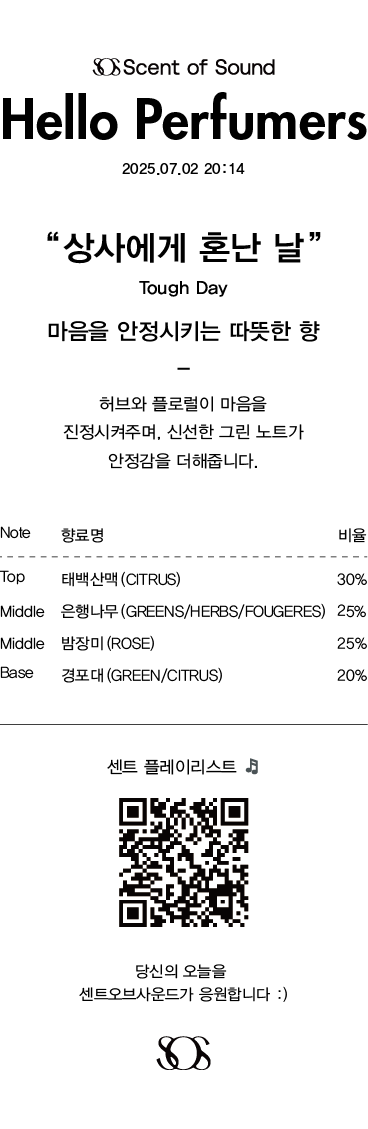 SOS Scent of Sound
Hello Perfumers
2025.07.02 20:14
“상사에게 혼난 날”
Tough Day
마음을 안정시키는 따뜻한 향
–
허브와 플로럴이 마음을
진정시켜주며, 신선한 그린 노트가
안정감을 더해줍니다.
Note 향료명 비율
Top 태백산맥(CITRUS) 30%
Middle 은행나무(GREENS/HERBS/FOUGERES) 25%
Middle 밤장미(ROSE) 25%
Base 경포대(GREEN/CITRUS) 20%
센트 플레이리스트 🎵
당신의 오늘을
센트오브사운드가 응원합니다 :)
SOS